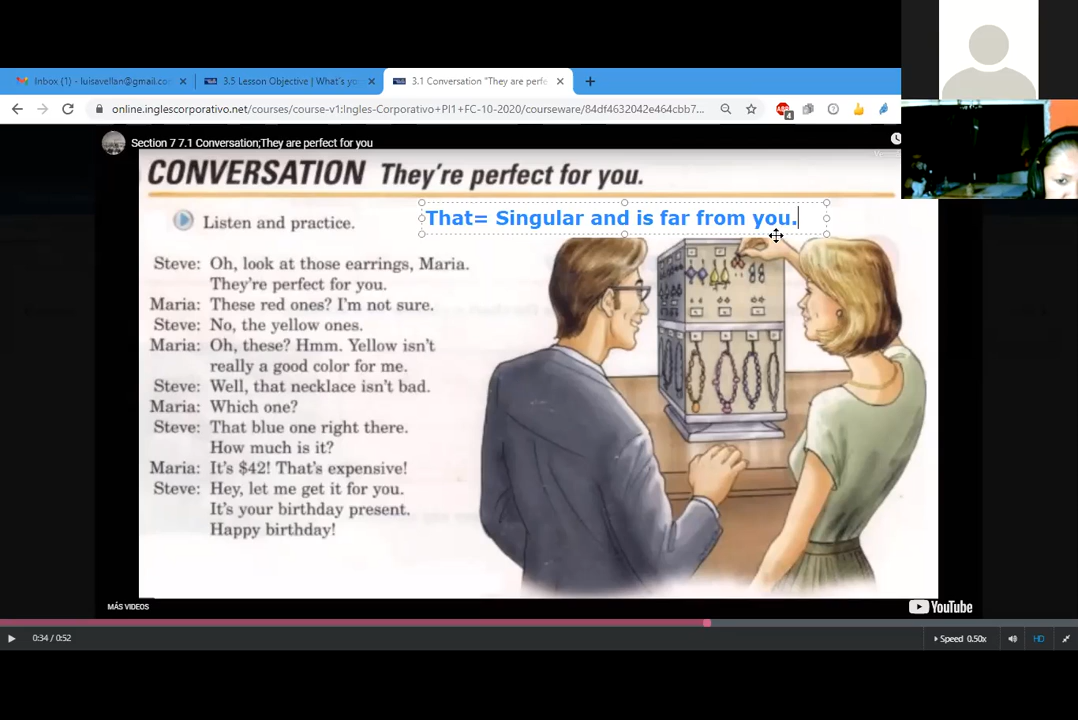 Inbox (1) - luisavellan@gmail.co
3.5 Lesson Objective | What's yo
3.1 Conversation "They are perfe
online.inglescorporativo.net/courses/course-v1:Ingles-Corporativo+PI1+FC-10-2020/courseware/84df4632042e464cbb7...
4
Section 7 7.1 Conversation;They are perfect for you
CONVERSATION They're perfect for you.
That= Singular and is far from you.
Listen and practice.
Steve: Oh, look at those earrings, Maria.
They're perfect for you.
Maria: These red ones? I'm not sure.
Steve: No, the yellow ones.
Maria: Oh, these? Hmm. Yellow isn't
really a good color for me.
Steve: Well, that necklace isn't bad.
Maria: Which one?
Steve: That blue one right there.
How much is it?
Maria: It's $42! That's expensive!
Steve: Hey, let me get it for you.
It's your birthday present.
Happy birthday!
MÁS VIDEOS
YouTube
0:34 / 0:52
Speed 0.50x
HD